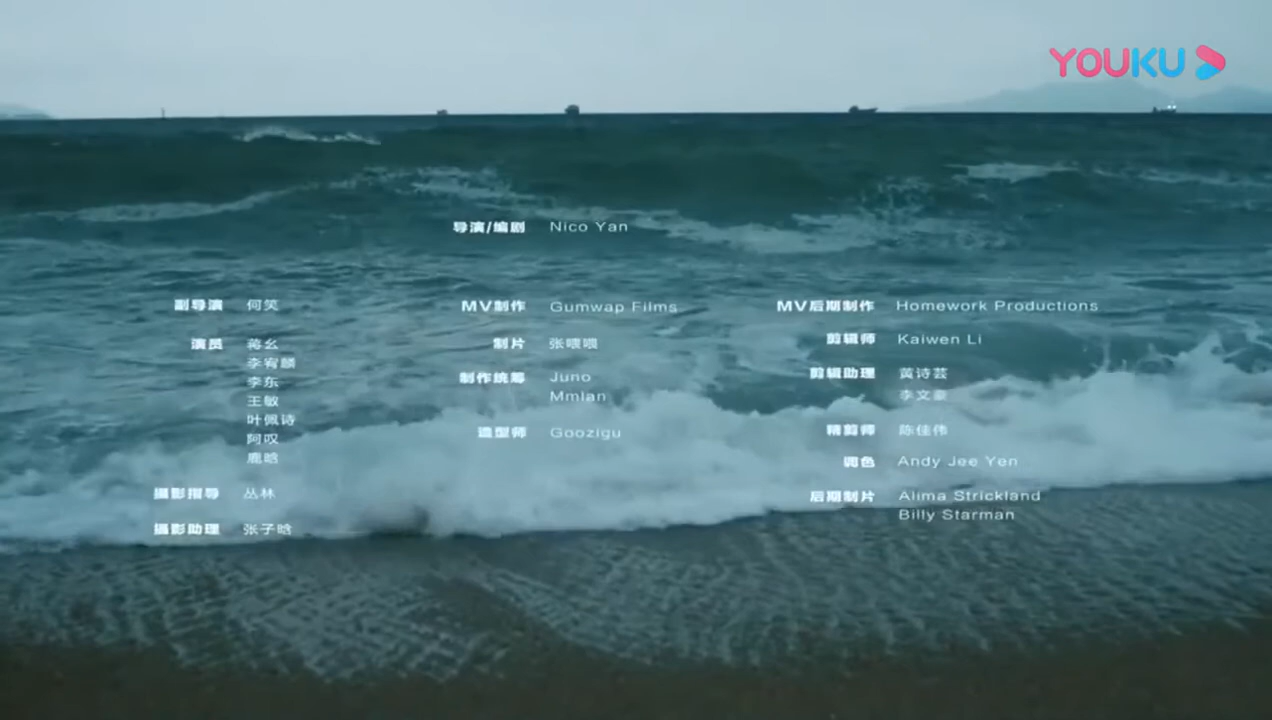 YOUKU
导演/编剧 Nico Yan
副导演 何笑
演员 蒋幺
李宥麟
李东
王敏
叶佩诗
阿叹
鹿晗
摄影指导 丛林
摄影助理 张子晗
MV制作 Gumwap Films
制片 张喂喂
制作统筹 Juno
Mmlan
造型师 Goozigu
MV后期制作 Homework Productions
剪辑师 Kaiwen Li
剪辑助理 黄诗芸
李文豪
精剪师 陈佳伟
调色 Andy Jee Yen
后期制片 Alima Strickland
Billy Starman